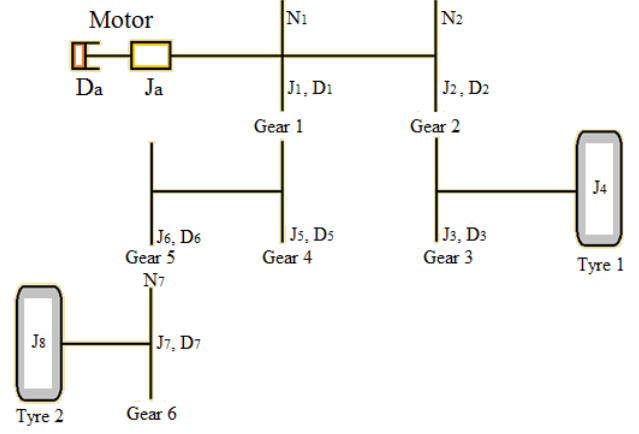 Motor
N1
N2
Da
Ja
J1, D1
J2, D2
Gear 1
Gear 2
J4
J6, D6
J5, D5
J3, D3
Gear 5
Gear 4
Gear 3
Tyre 1
N7
J8
J7, D7
Tyre 2
Gear 6